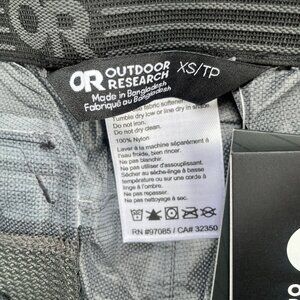 OR
OR OUTDOOR
RESEARCH XS/TP
Made in Bangladesh
Fabriqué au Bangladesh
fabric softener
Tumble dry low or line dry in shade
Do not iron.
Do not dry clean.
100% Nylon
Laver à la machine séparément à
l'eau froide, bien rincer.
Ne pas blanchir.
Ne pas utiliser d'assouplissant.
Sécher au sèche-linge à basse
température ou sur une corde
à l'ombre.
Ne pas repasser.
Ne pas nettoyer à sec.
RN #97085 / CA# 32350